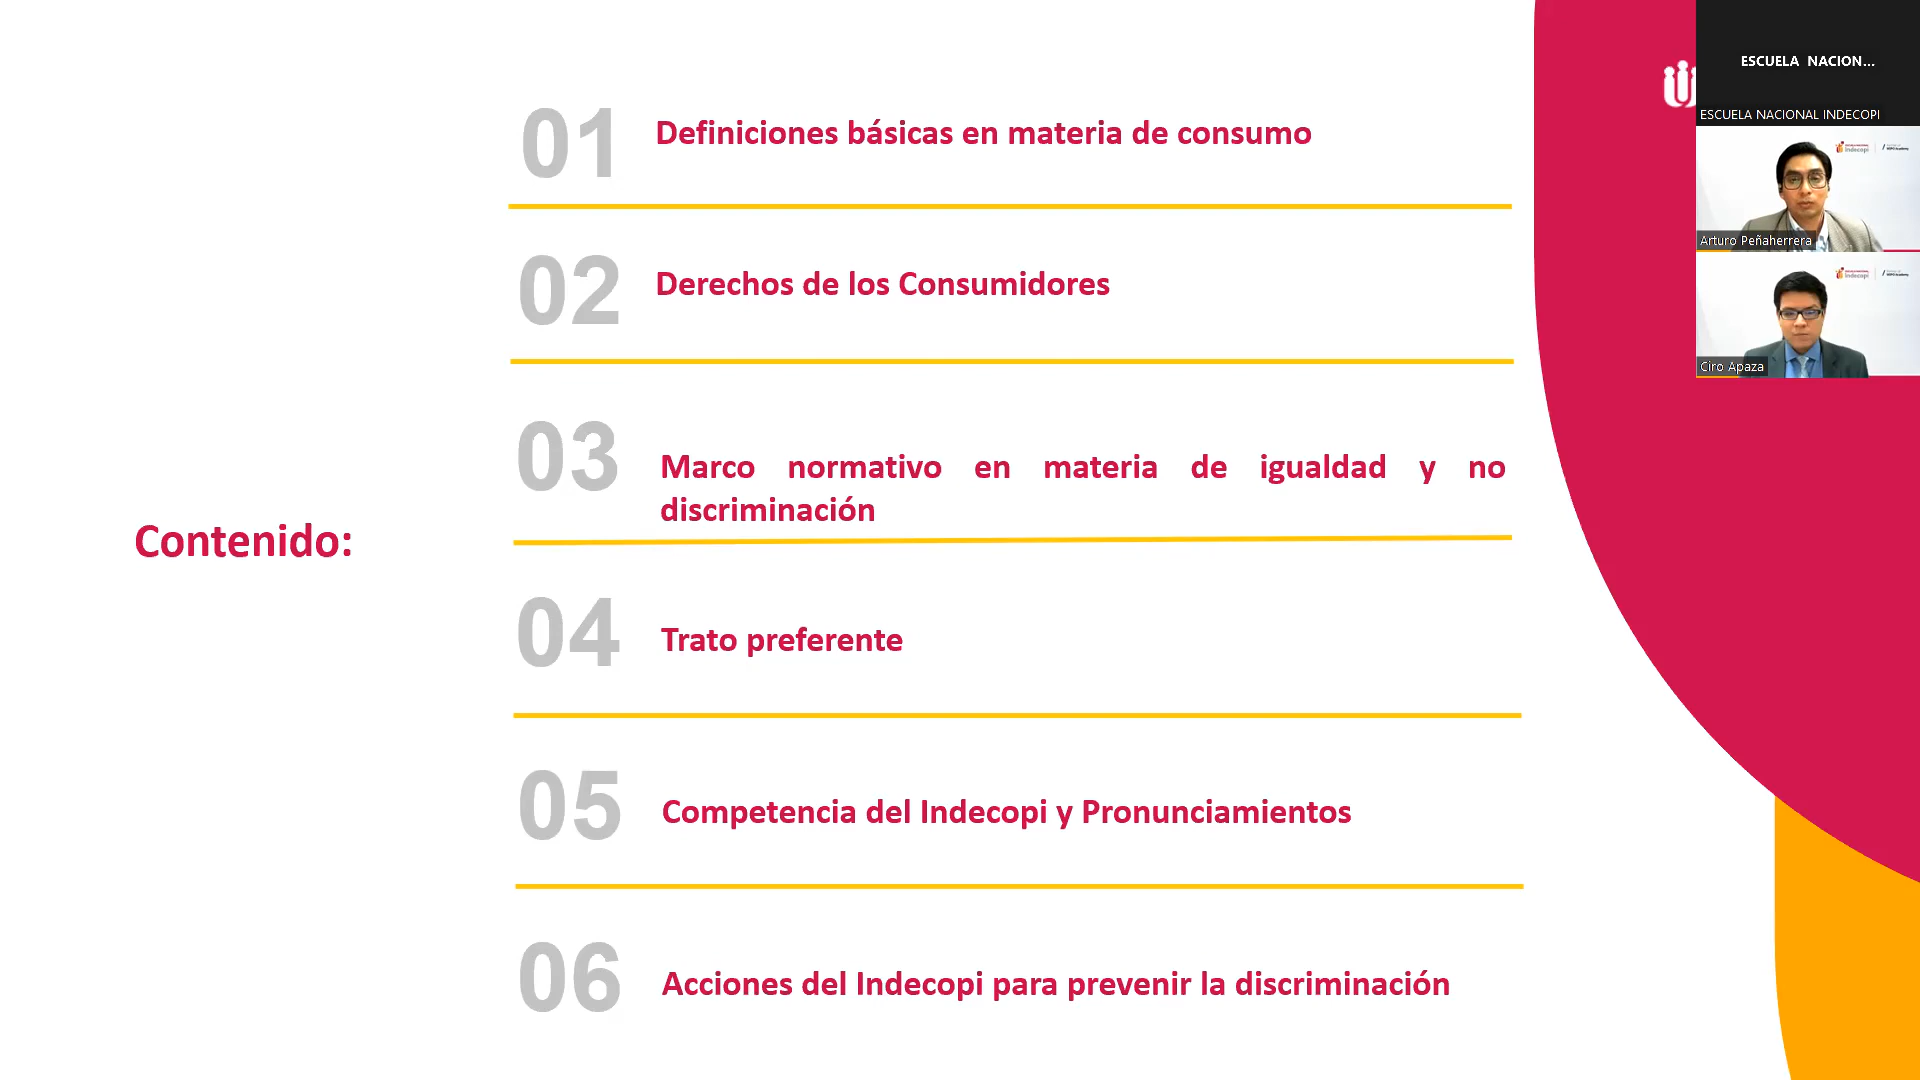 01
Definiciones básicas en materia de consumo
02
Derechos de los Consumidores
03
Marco normativo en materia de igualdad y no
discriminación
Contenido:
04
Trato preferente
05
Competencia del Indecopi y Pronunciamientos
06
Acciones del Indecopi para prevenir la discriminación
ESCUELA NACION...
ESCUELA NACIONAL INDECOPI
Arturo Peñaherrera
Ciro Apaza